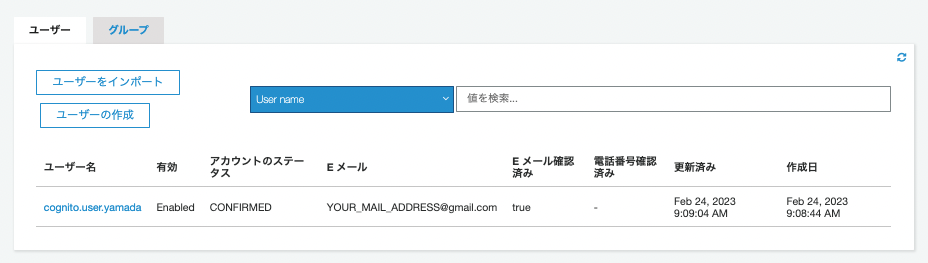 ユーザー
グループ
ユーザーをインポート
ユーザーの作成
User name
値を検索...
ユーザー名
有効
アカウントのステー
タス
E メール
E メール確認
済み
電話番号確認
済み
更新済み
作成日
cognito.user.yamada
Enabled
CONFIRMED
YOUR_MAIL_ADDRESS@gmail.com
true
-
Feb 24, 2023
9:09:04 AM
Feb 24, 2023
9:08:44 AM